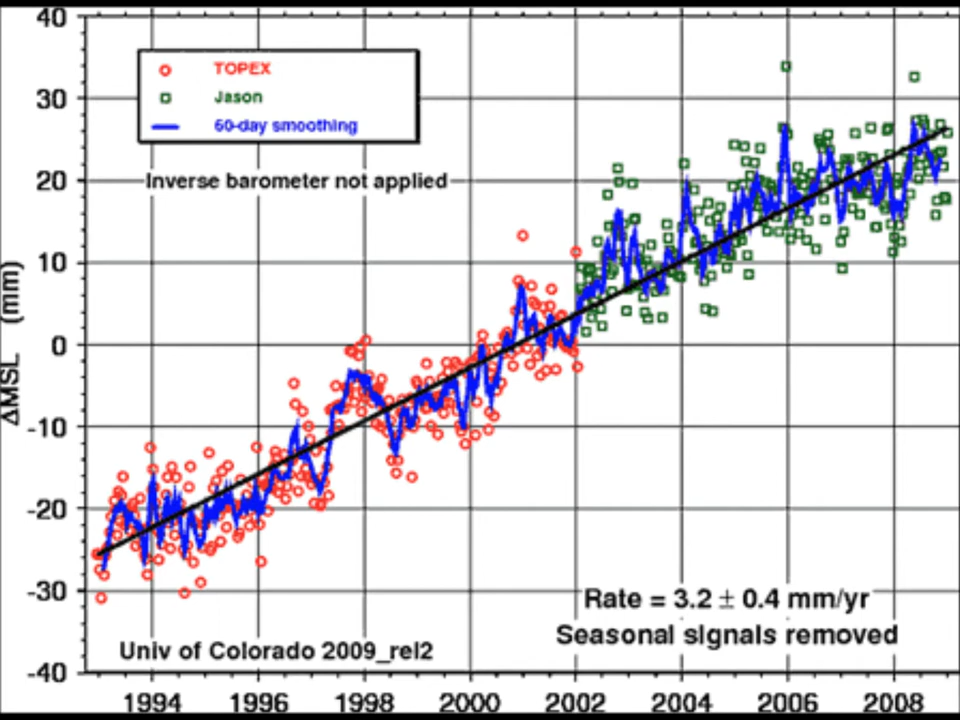 40
30
20
10
0
-10
-20
-30
-40
ΔMSL (mm)
TOPEX
Jason
60-day smoothing
Inverse barometer not applied
Rate = 3.2 ± 0.4 mm/yr
Seasonal signals removed
Univ of Colorado 2009_rel2
1994 1996 1998 2000 2002 2004 2006 2008